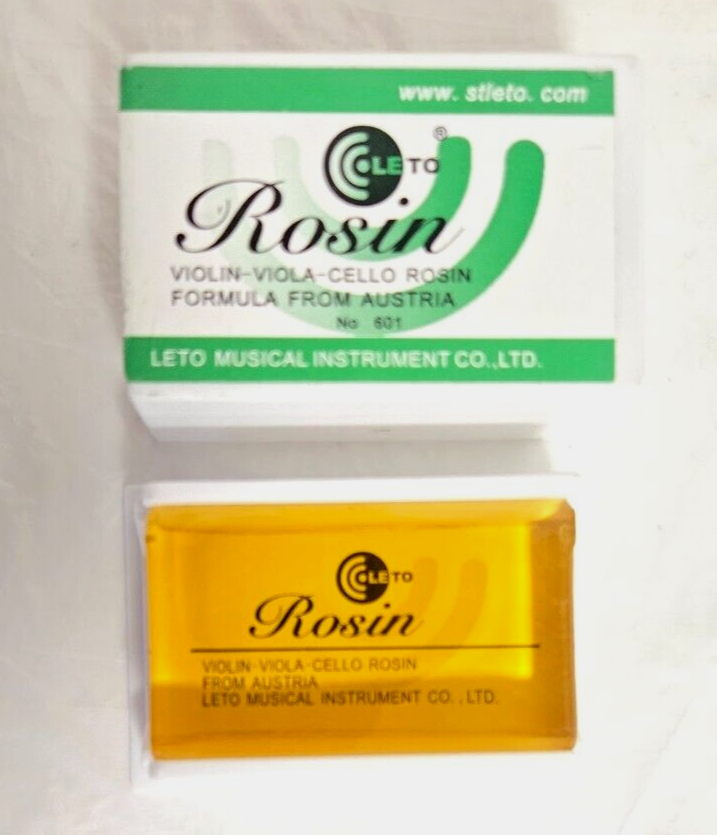 www. stleto. com
LETO ®
Rosin
VIOLIN-VIOLA-CELLO ROSIN
FORMULA FROM AUSTRIA
No 601
LETO MUSICAL INSTRUMENT CO.,LTD.
LETO
Rosin
VIOLIN-VIOLA-CELLO ROSIN
FROM AUSTRIA
LETO MUSICAL INSTRUMENT CO.,LTD.